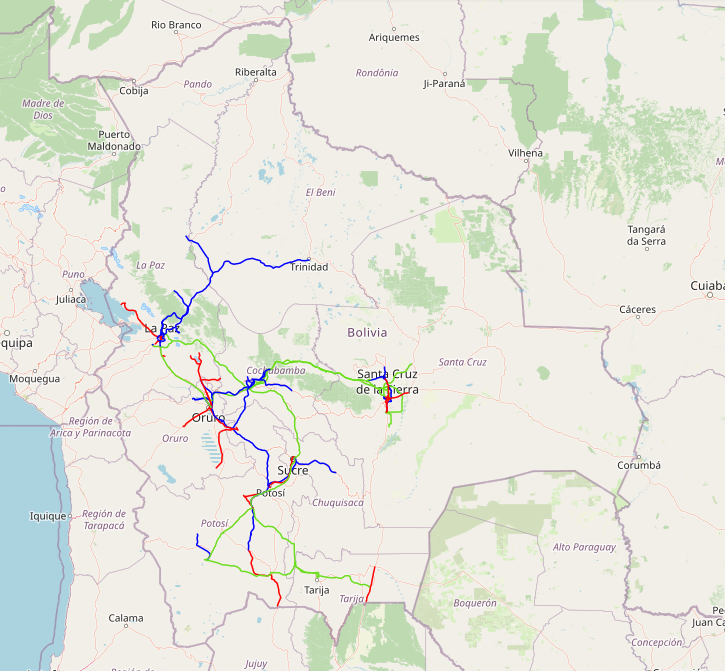 Rio Branco
Ariquemes
Riberalta
Rondônia
Ji-Paraná
Cobija
Pando
Madre de
Dios
Puerto
Maldonado
Vilhena
El Beni
Tangará
da Serra
La Paz
Trinidad
Puno
Juliaca
Cuiab
Cáceres
La Paz
Bolivia
quipa
Moquegua
Cochabamba
Santa Cruz
de la Sierra
Santa Cruz
Región de
Arica y Parinacota
Oruro
Oruro
Corumbá
Sucre
Potosí
Chuquisaca
Iquique
Región de
Tarapacá
Potosí
Alto Paraguay
Tarija
Tarija
Boquerón
Calama
Juan Ca
Concepción
Jujuy